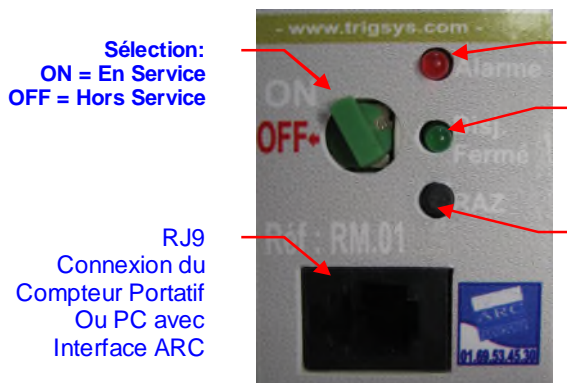 - www.trigsys.com -
Sélection:
ON = En Service
OFF = Hors Service
Alarme
ON
OFF
Disj.
Fermé
RAZ
Réf : RM.01
RJ9
Connexion du
Compteur Portatif
Ou PC avec
Interface ARC
ARC
01.69.53.45.30